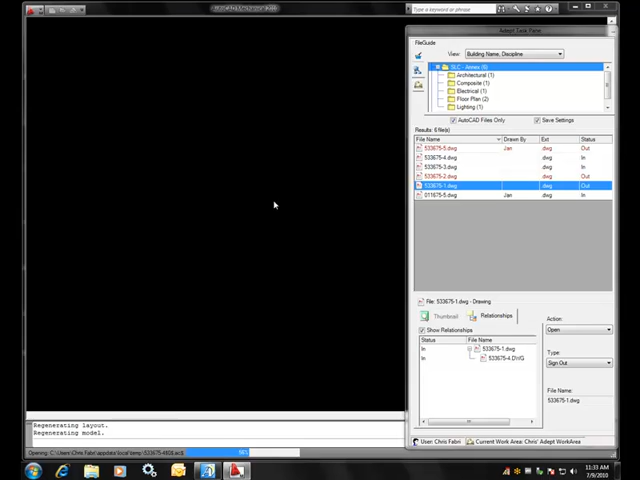 AutoCAD Mechanical
Type a keyword or phrase
Adept Task Pane
FileGuide
View: Building Name, Discipline
SLC - Annex (6)
Architectural (1)
Composite (1)
Electrical (1)
Floor Plan (2)
Lighting (1)
AutoCAD Files Only Save Settings
Results: 6 file(s)
File Name Drawn By Ext Status
533675-5.dwg Jan .dwg Out
533675-4.dwg .dwg In
533675-3.dwg .dwg In
533675-2.dwg .dwg Out
533675-1.dwg .dwg Out
011675-5.dwg Jan .dwg In
File: 533675-1.dwg - Drawing
Thumbnail Relationships
Show Relationships
Status File Name
In 533675-1.dwg
In 533675-4.DWG
Action:
Open
Type:
Sign Out
File Name:
533675-1.dwg
Regenerating layout.
Regenerating model.
User: Chris Fabri Current Work Area: Chris' Adept WorkArea
11:33 AM
7/9/2010